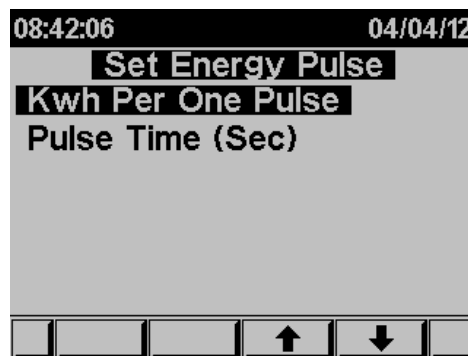 08:42:06 04/04/12
Set Energy Pulse
Kwh Per One Pulse
Pulse Time (Sec)